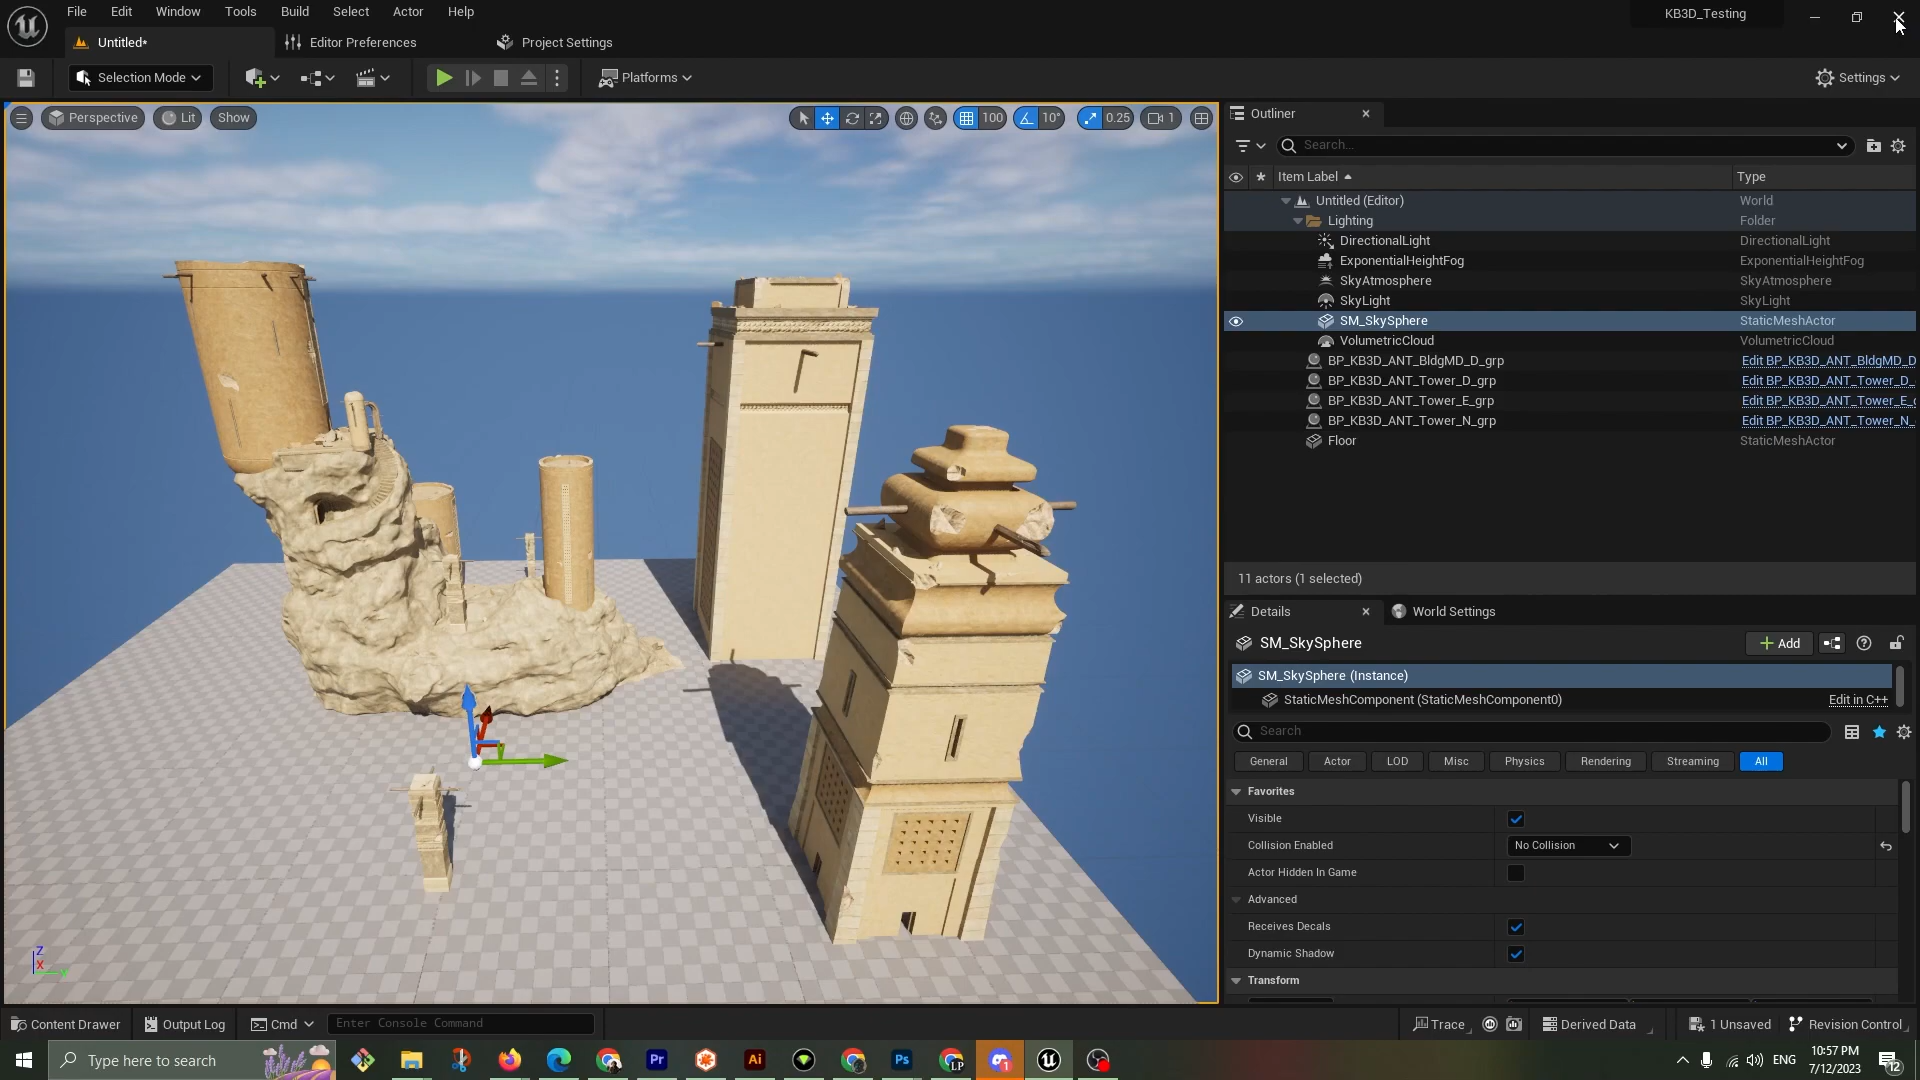 File Edit Window Tools Build Select Actor Help
KB3D_Testing
Untitled* Editor Preferences Project Settings
Selection Mode Platforms Settings
Perspective Lit Show 100 10° 0.25 1
Outliner
Search...
Item Label Type
Untitled (Editor) World
Lighting Folder
DirectionalLight DirectionalLight
ExponentialHeightFog ExponentialHeightFog
SkyAtmosphere SkyAtmosphere
SkyLight SkyLight
SM_SkySphere StaticMeshActor
VolumetricCloud VolumetricCloud
BP_KB3D_ANT_BldgMD_D_grp Edit BP_KB3D_ANT_BldgMD_D
BP_KB3D_ANT_Tower_D_grp Edit BP_KB3D_ANT_Tower_D_
BP_KB3D_ANT_Tower_E_grp Edit BP_KB3D_ANT_Tower_E_
BP_KB3D_ANT_Tower_N_grp Edit BP_KB3D_ANT_Tower_N_
Floor StaticMeshActor
11 actors (1 selected)
Details World Settings
SM_SkySphere Add
SM_SkySphere (Instance)
StaticMeshComponent (StaticMeshComponent0) Edit in C++
Search
General Actor LOD Misc Physics Rendering Streaming All
Favorites
Visible
Collision Enabled No Collision
Actor Hidden In Game
Advanced
Receives Decals
Dynamic Shadow
Transform
Z
X
Content Drawer Output Log Cmd Enter Console Command Trace Derived Data 1 Unsaved Revision Control
Type here to search Pr Ai Ps LP 1 ENG 10:57 PM
7/12/2023 12